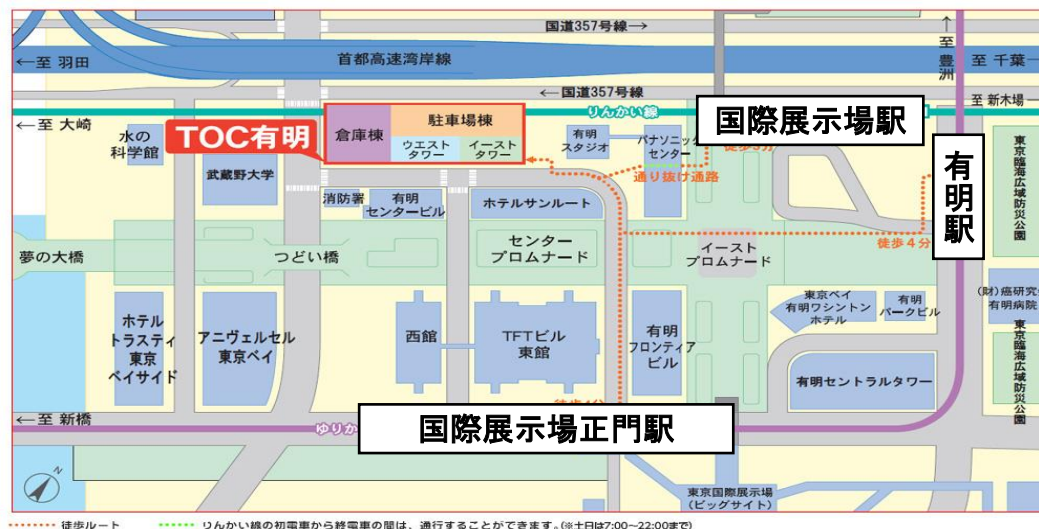 国道357号線→
首都高速湾岸線
←至 羽田
↑至 豊洲
至 千葉→
←国道357号線
りんかい線
至 新木場→
←至 大崎
水の
科学館
TOC有明
倉庫棟
駐車場棟
ウエスト
タワー
イースト
タワー
有明
スタジオ
パナソニック
センター
国際展示場駅
通り抜け通路
有明駅
東京臨海広域防災公園
武蔵野大学
消防署
有明
センタービル
ホテルサンルート
徒歩4分
夢の大橋
つどい橋
センター
プロムナード
イースト
プロムナード
(財)癌研究会
有明病院
東京ベイ
有明ワシントン
ホテル
有明
パークビル
ホテル
トラスティ
東京
ベイサイド
アニヴェルセル
東京ベイ
西館
TFTビル
東館
有明
フロンティア
ビル
有明セントラルタワー
東京臨海広域防災公園
←至 新橋
ゆりか
国際展示場正門駅
N
東京国際展示場
(ビッグサイト)
徒歩ルート
りんかい線の初電車から終電車の間は、通行することができます。(※土日は7:00~22:00まで)